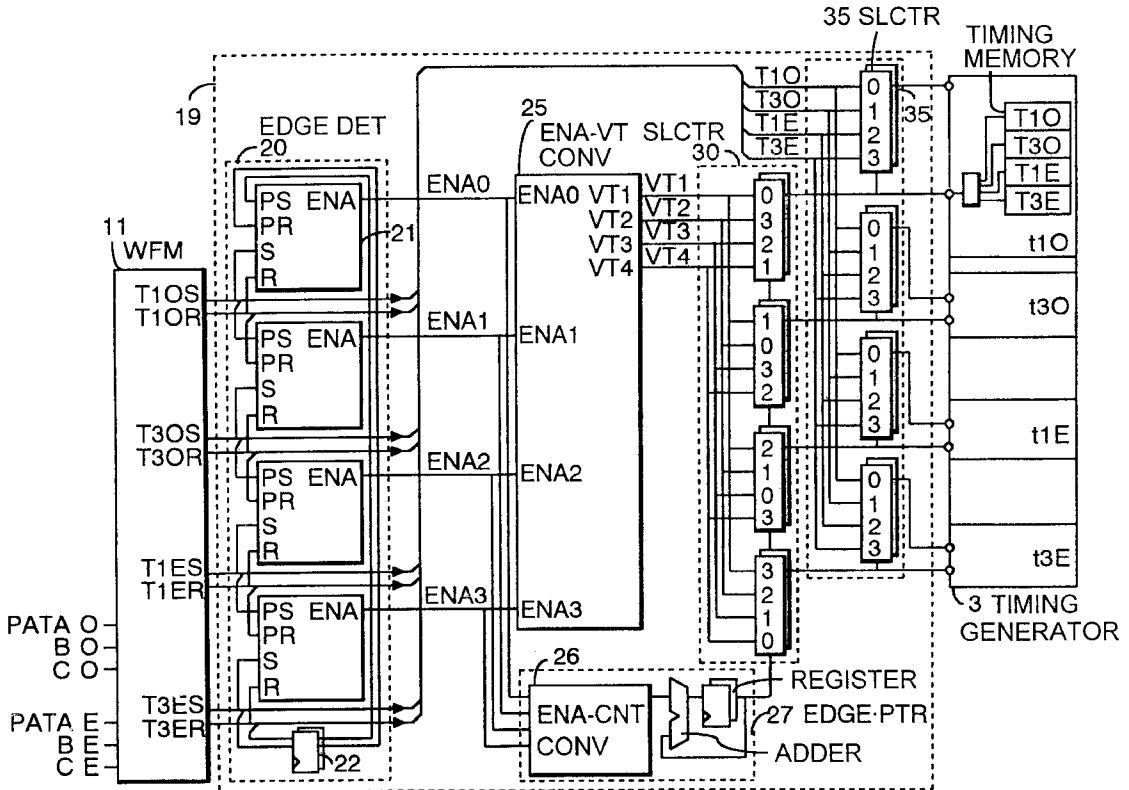 35 SLCTR
TIMING
MEMORY
19
EDGE DET
20
25
ENA-VT
CONV
SLCTR
30
T1O
T3O
T1E
T3E
0
1
2
3
35
T1O
T3O
T1E
T3E
11
WFM
PS ENA
PR
S
R
21
ENA0
ENA0
VT1
VT2
VT3
VT4
VT1
VT2
VT3
VT4
0
3
2
1
0
1
2
3
t1O
T1OS
T1OR
ENA1
ENA1
PS ENA
PR
S
R
1
0
3
2
t3O
0
1
2
3
T3OS
T3OR
ENA2
ENA2
PS ENA
PR
S
R
2
1
0
3
t1E
0
1
2
3
T1ES
T1ER
ENA3
ENA3
PS ENA
PR
S
R
3
2
1
0
t3E
3 TIMING
GENERATOR
PATA O
B O
C O
T3ES
T3ER
PATA E
B E
C E
22
26
ENA-CNT
CONV
REGISTER
27 EDGE·PTR
ADDER